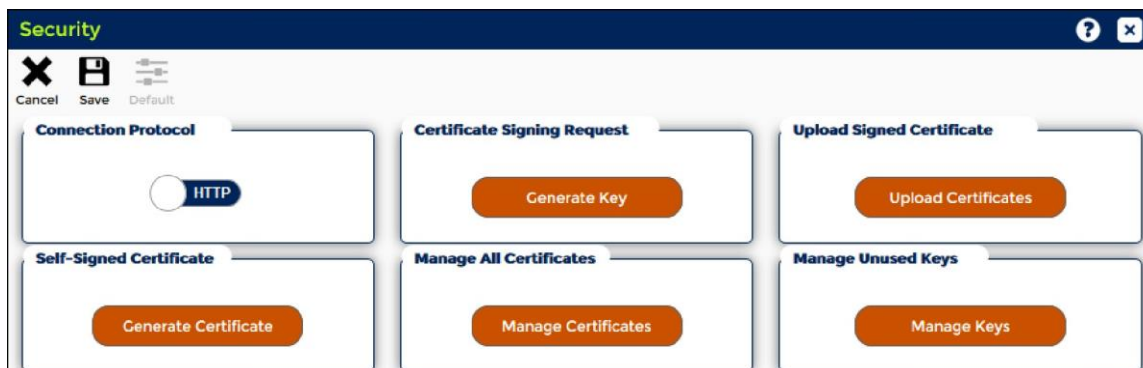 Security
?
Cancel Save Default
Connection Protocol
HTTP
Certificate Signing Request
Generate Key
Upload Signed Certificate
Upload Certificates
Self-Signed Certificate
Generate Certificate
Manage All Certificates
Manage Certificates
Manage Unused Keys
Manage Keys